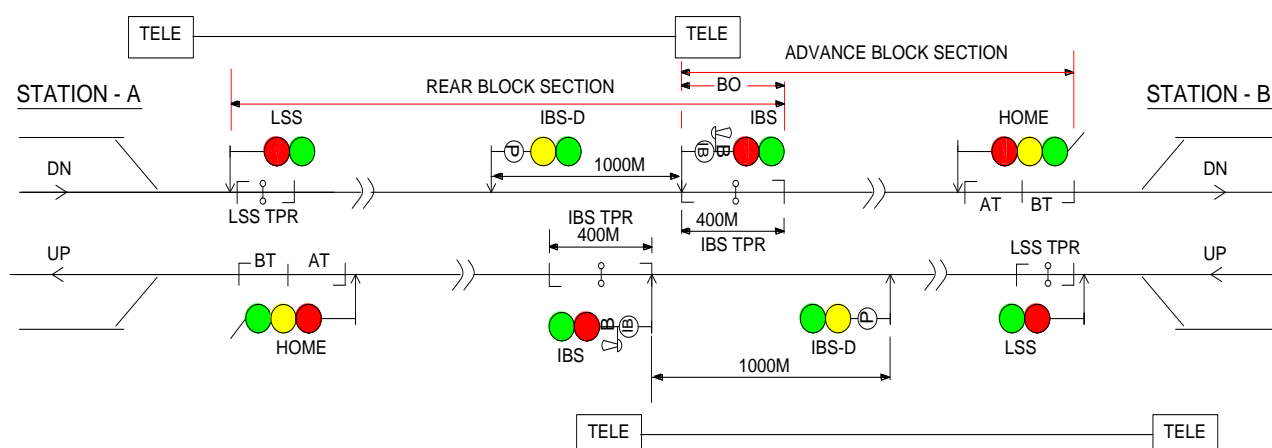 TELE
TELE
ADVANCE BLOCK SECTION
BO
REAR BLOCK SECTION
STATION - A
STATION - B
LSS
IBS-D
IBS
HOME
P
IB
B
1000M
DN
DN
LSS TPR
IBS TPR
400M
400M
IBS TPR
AT
BT
LSS TPR
UP
BT
AT
UP
HOME
IBS
B
IB
IBS-D
P
LSS
1000M
TELE
TELE